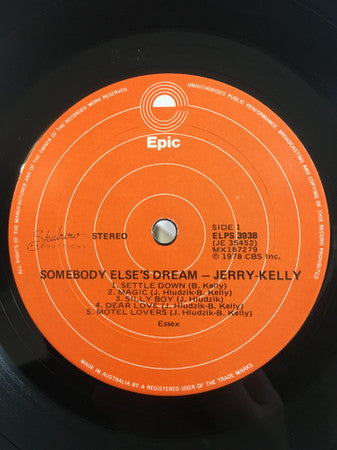 ALL RIGHTS OF THE MANUFACTURER AND OF THE OWNER OF THE RECORDED WORK RESERVED
UNAUTHORISED PUBLIC PERFORMANCE, BROADCASTING AND COPYING OF THIS RECORD PROHIBITED
Epic
STEREO
SIDE 1
ELPS 3938
(JE 35452)
MX187279
℗ 1978 CBS Inc.
SOMEBODY ELSE'S DREAM — JERRY-KELLY
1. SETTLE DOWN (B. Kelly)
2. MAGIC (J. Hludzik-B. Kelly)
3. SILLY BOY (J. Hludzik)
4. DEAR LOVE (J. Hludzik-B. Kelly)
5. MOTEL LOVERS (J. Hludzik-B. Kelly)
Essex
MADE IN AUSTRALIA BY A REGISTERED USER OF THE TRADE MARKS